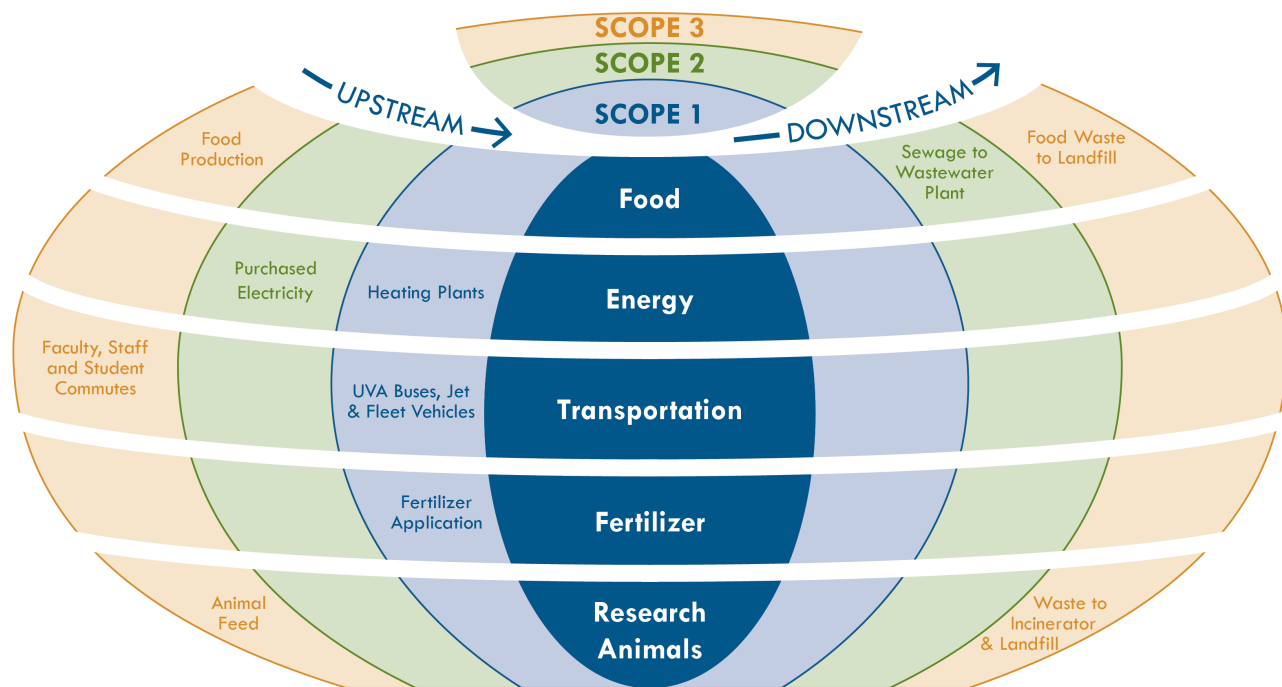 SCOPE 3
SCOPE 2
SCOPE 1
UPSTREAM
DOWNSTREAM
Food
Production
Food
Sewage to
Wastewater
Plant
Food Waste
to Landfill
Purchased
Electricity
Heating Plants
Energy
Faculty, Staff
and Student
Commutes
UVA Buses, Jet
& Fleet Vehicles
Transportation
Fertilizer
Application
Fertilizer
Animal
Feed
Research
Animals
Waste to
Incinerator
& Landfill